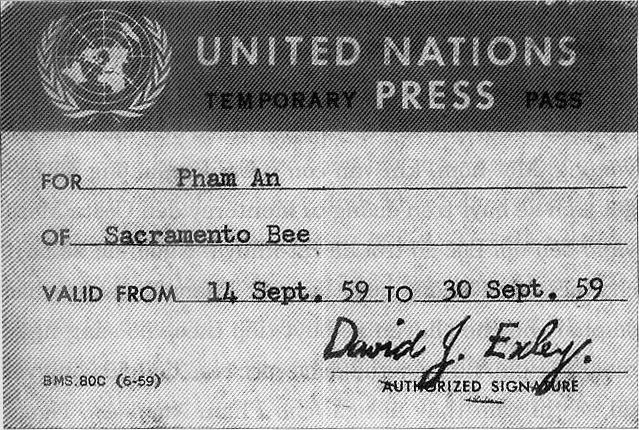 UNITED NATIONS
TEMPORARY PRESS PASS
FOR Pham An
OF Sacramento Bee
VALID FROM 14 Sept. 59 TO 30 Sept. 59
David J. Exley.
BMS.80C (6-59)
AUTHORIZED SIGNATURE